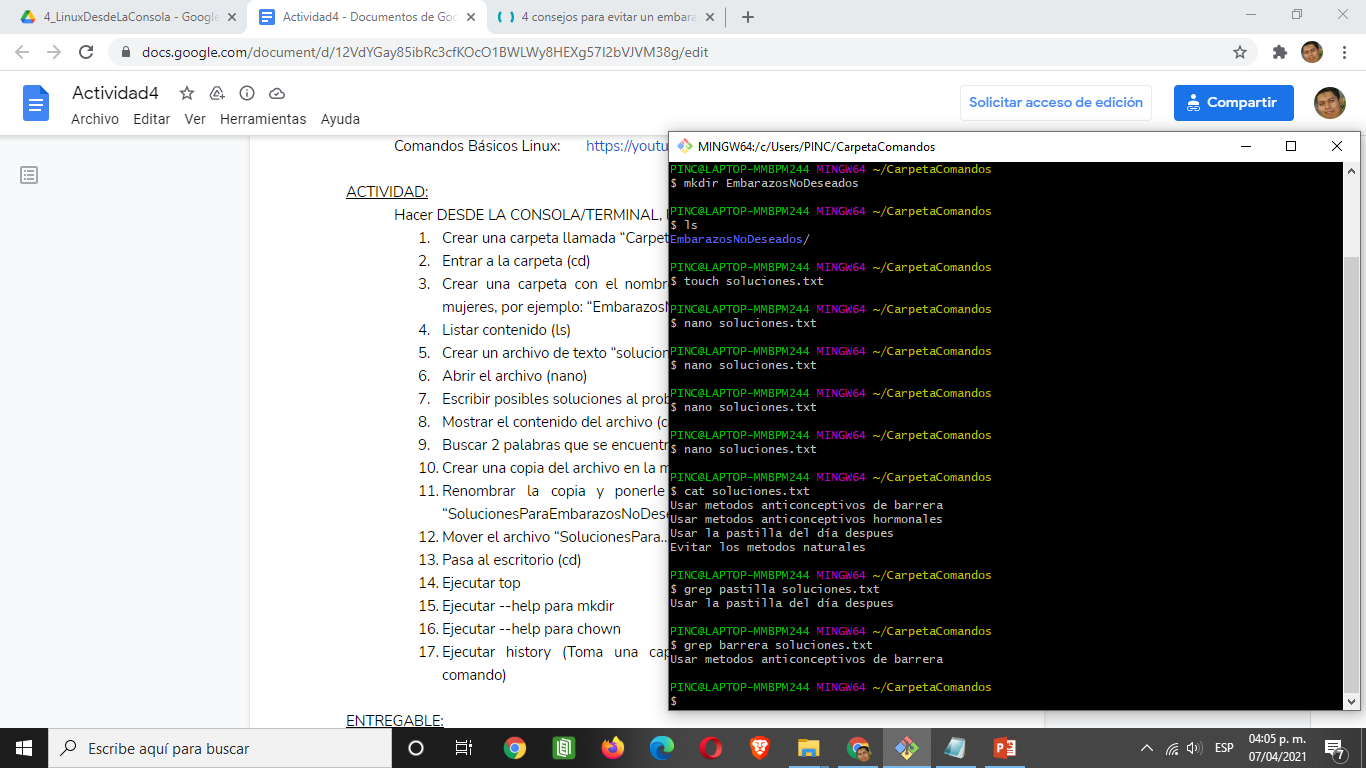 4_LinuxDesdeLaConsola - Google
Actividad4 - Documentos de Goo
4 consejos para evitar un embara
docs.google.com/document/d/12VdYGay85ibRc3cfKOcO1BWLWy8HEXg57I2bVJVM38g/edit
Actividad4
Archivo Editar Ver Herramientas Ayuda
Solicitar acceso de edición
Compartir
Comandos Básicos Linux: https://youtu
ACTIVIDAD:
Hacer DESDE LA CONSOLA/TERMINAL,
1. Crear una carpeta llamada “Carpet
2. Entrar a la carpeta (cd)
3. Crear una carpeta con el nombre
mujeres, por ejemplo: “EmbarazosN
4. Listar contenido (ls)
5. Crear un archivo de texto “solucion
6. Abrir el archivo (nano)
7. Escribir posibles soluciones al prob
8. Mostrar el contenido del archivo (c
9. Buscar 2 palabras que se encuentr
10. Crear una copia del archivo en la m
11. Renombrar la copia y ponerle
“SolucionesParaEmbarazosNoDese
12. Mover el archivo “SolucionesPara...
13. Pasa al escritorio (cd)
14. Ejecutar top
15. Ejecutar --help para mkdir
16. Ejecutar --help para chown
17. Ejecutar history (Toma una cap
comando)
ENTREGABLE:
MINGW64:/c/Users/PINC/CarpetaComandos
PINC@LAPTOP-MMBPM244 MINGW64 ~/CarpetaComandos
$ mkdir EmbarazosNoDeseados
PINC@LAPTOP-MMBPM244 MINGW64 ~/CarpetaComandos
$ ls
EmbarazosNoDeseados/
PINC@LAPTOP-MMBPM244 MINGW64 ~/CarpetaComandos
$ touch soluciones.txt
PINC@LAPTOP-MMBPM244 MINGW64 ~/CarpetaComandos
$ nano soluciones.txt
PINC@LAPTOP-MMBPM244 MINGW64 ~/CarpetaComandos
$ nano soluciones.txt
PINC@LAPTOP-MMBPM244 MINGW64 ~/CarpetaComandos
$ nano soluciones.txt
PINC@LAPTOP-MMBPM244 MINGW64 ~/CarpetaComandos
$ nano soluciones.txt
PINC@LAPTOP-MMBPM244 MINGW64 ~/CarpetaComandos
$ cat soluciones.txt
Usar metodos anticonceptivos de barrera
Usar metodos anticonceptivos hormonales
Usar la pastilla del día despues
Evitar los metodos naturales
PINC@LAPTOP-MMBPM244 MINGW64 ~/CarpetaComandos
$ grep pastilla soluciones.txt
Usar la pastilla del día despues
PINC@LAPTOP-MMBPM244 MINGW64 ~/CarpetaComandos
$ grep barrera soluciones.txt
Usar metodos anticonceptivos de barrera
PINC@LAPTOP-MMBPM244 MINGW64 ~/CarpetaComandos
$
Escribe aquí para buscar
ESP
04:05 p. m.
07/04/2021
7